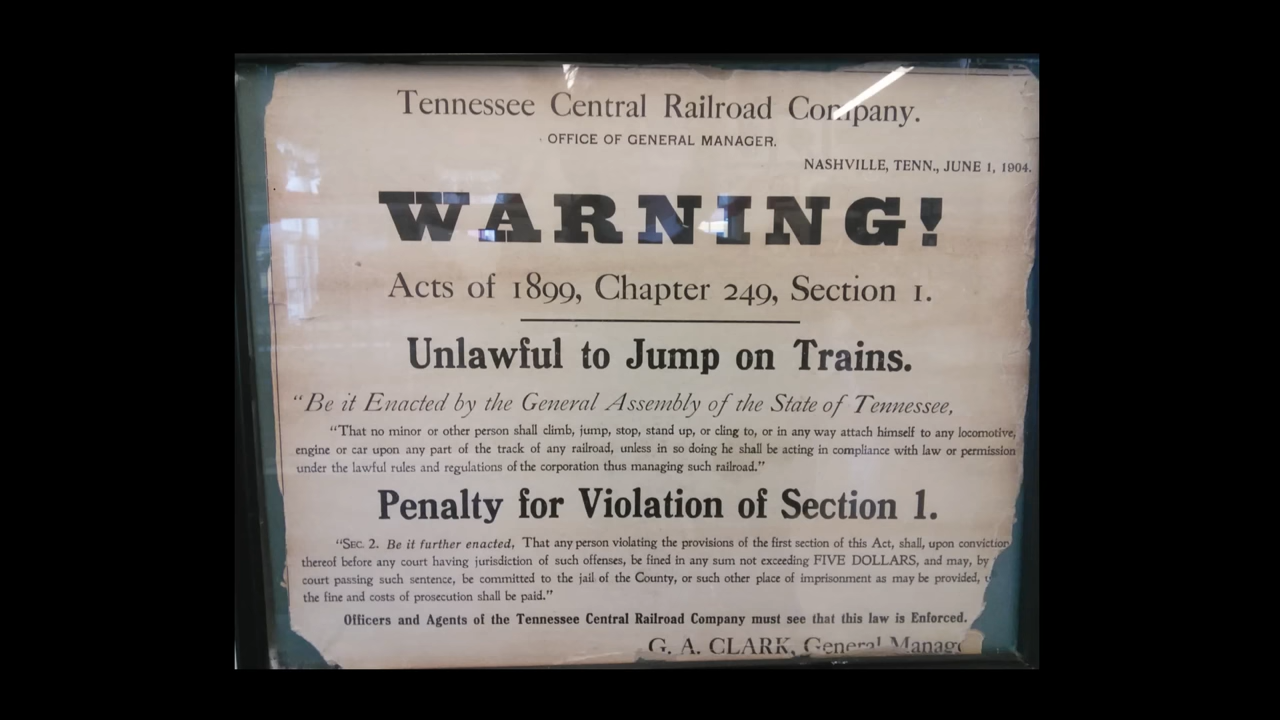 Tennessee Central Railroad Company.
OFFICE OF GENERAL MANAGER.
NASHVILLE, TENN., JUNE 1, 1904.
WARNING!
Acts of 1899, Chapter 249, Section 1.
Unlawful to Jump on Trains.
"Be it Enacted by the General Assembly of the State of Tennessee,
"That no minor or other person shall climb, jump, stop, stand up, or cling to, or in any way attach himself to any locomotive,
engine or car upon any part of the track of any railroad, unless in so doing he shall be acting in compliance with law or permission
under the lawful rules and regulations of the corporation thus managing such railroad."
Penalty for Violation of Section 1.
"SEC. 2. Be it further enacted, That any person violating the provisions of the first section of this Act, shall, upon conviction
thereof before any court having jurisdiction of such offenses, be fined in any sum not exceeding FIVE DOLLARS, and may, by
court passing such sentence, be committed to the jail of the County, or such other place of imprisonment as may be provided,
the fine and costs of prosecution shall be paid."
Officers and Agents of the Tennessee Central Railroad Company must see that this law is Enforced.
G. A. CLARK, General Manag